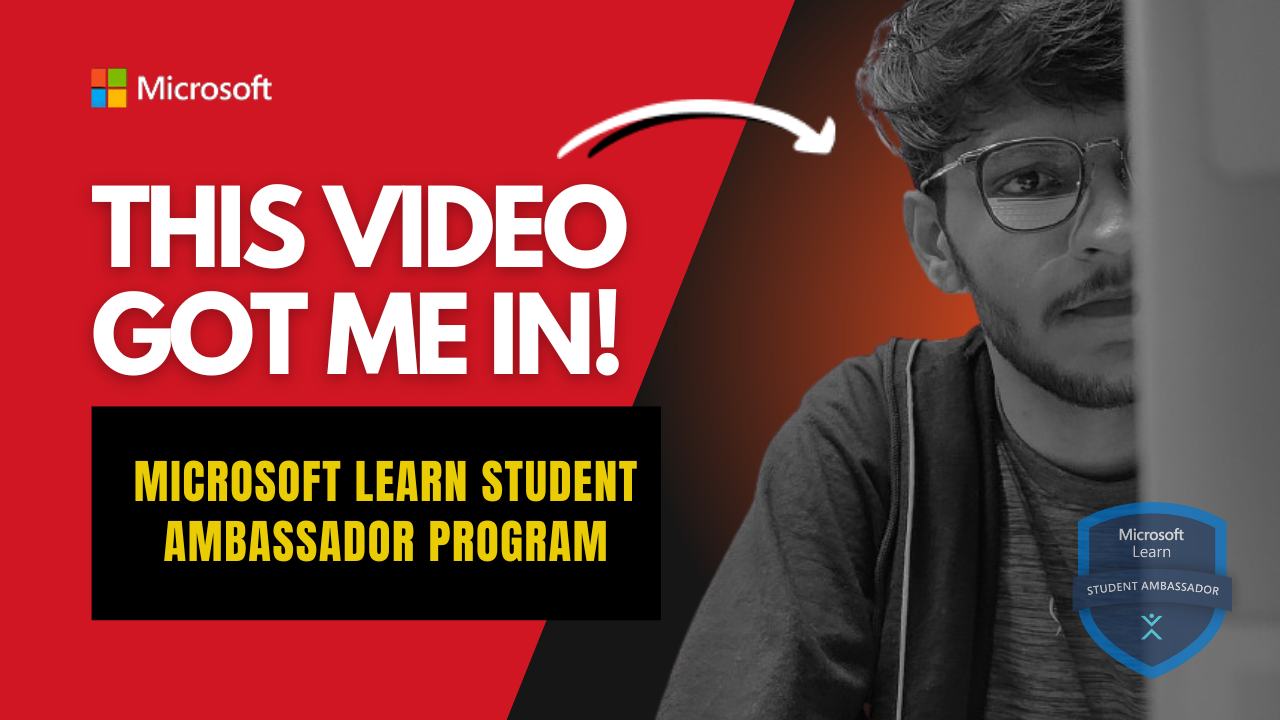 Microsoft
THIS VIDEO
GOT ME IN!
MICROSOFT LEARN STUDENT
AMBASSADOR PROGRAM
Microsoft
Learn
STUDENT AMBASSADOR